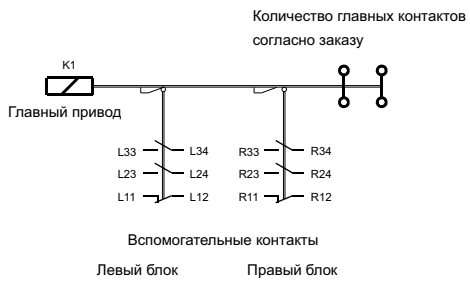 Количество главных контактов
согласно заказу
K1
Главный привод
L33 L34 R33 R34
L23 L24 R23 R24
L11 L12 R11 R12
Вспомогательные контакты
Левый блок Правый блок